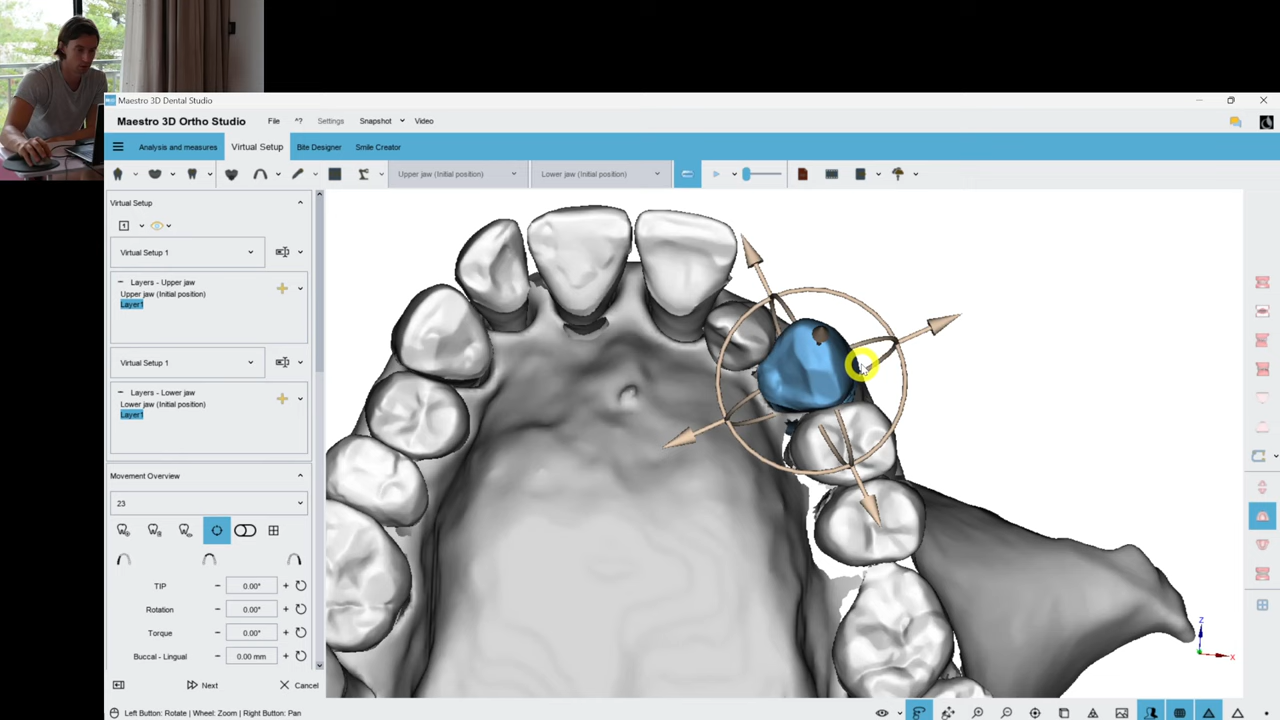 Maestro 3D Dental Studio
Maestro 3D Ortho Studio File ^? Settings Snapshot Video
Analysis and measures Virtual Setup Bite Designer Smile Creator
Upper jaw (Initial position) Lower jaw (Initial position)
Virtual Setup
1
Virtual Setup 1
Layers - Upper jaw
Upper jaw (Initial position)
Layer1
Virtual Setup 1
Layers - Lower jaw
Lower jaw (Initial position)
Layer1
Movement Overview
23
TIP - 0.00° +
Rotation - 0.00° +
Torque - 0.00° +
Buccal - Lingual - 0.00 mm +
Next Cancel
Z
X
Left Button: Rotate | Wheel: Zoom | Right Button: Pan